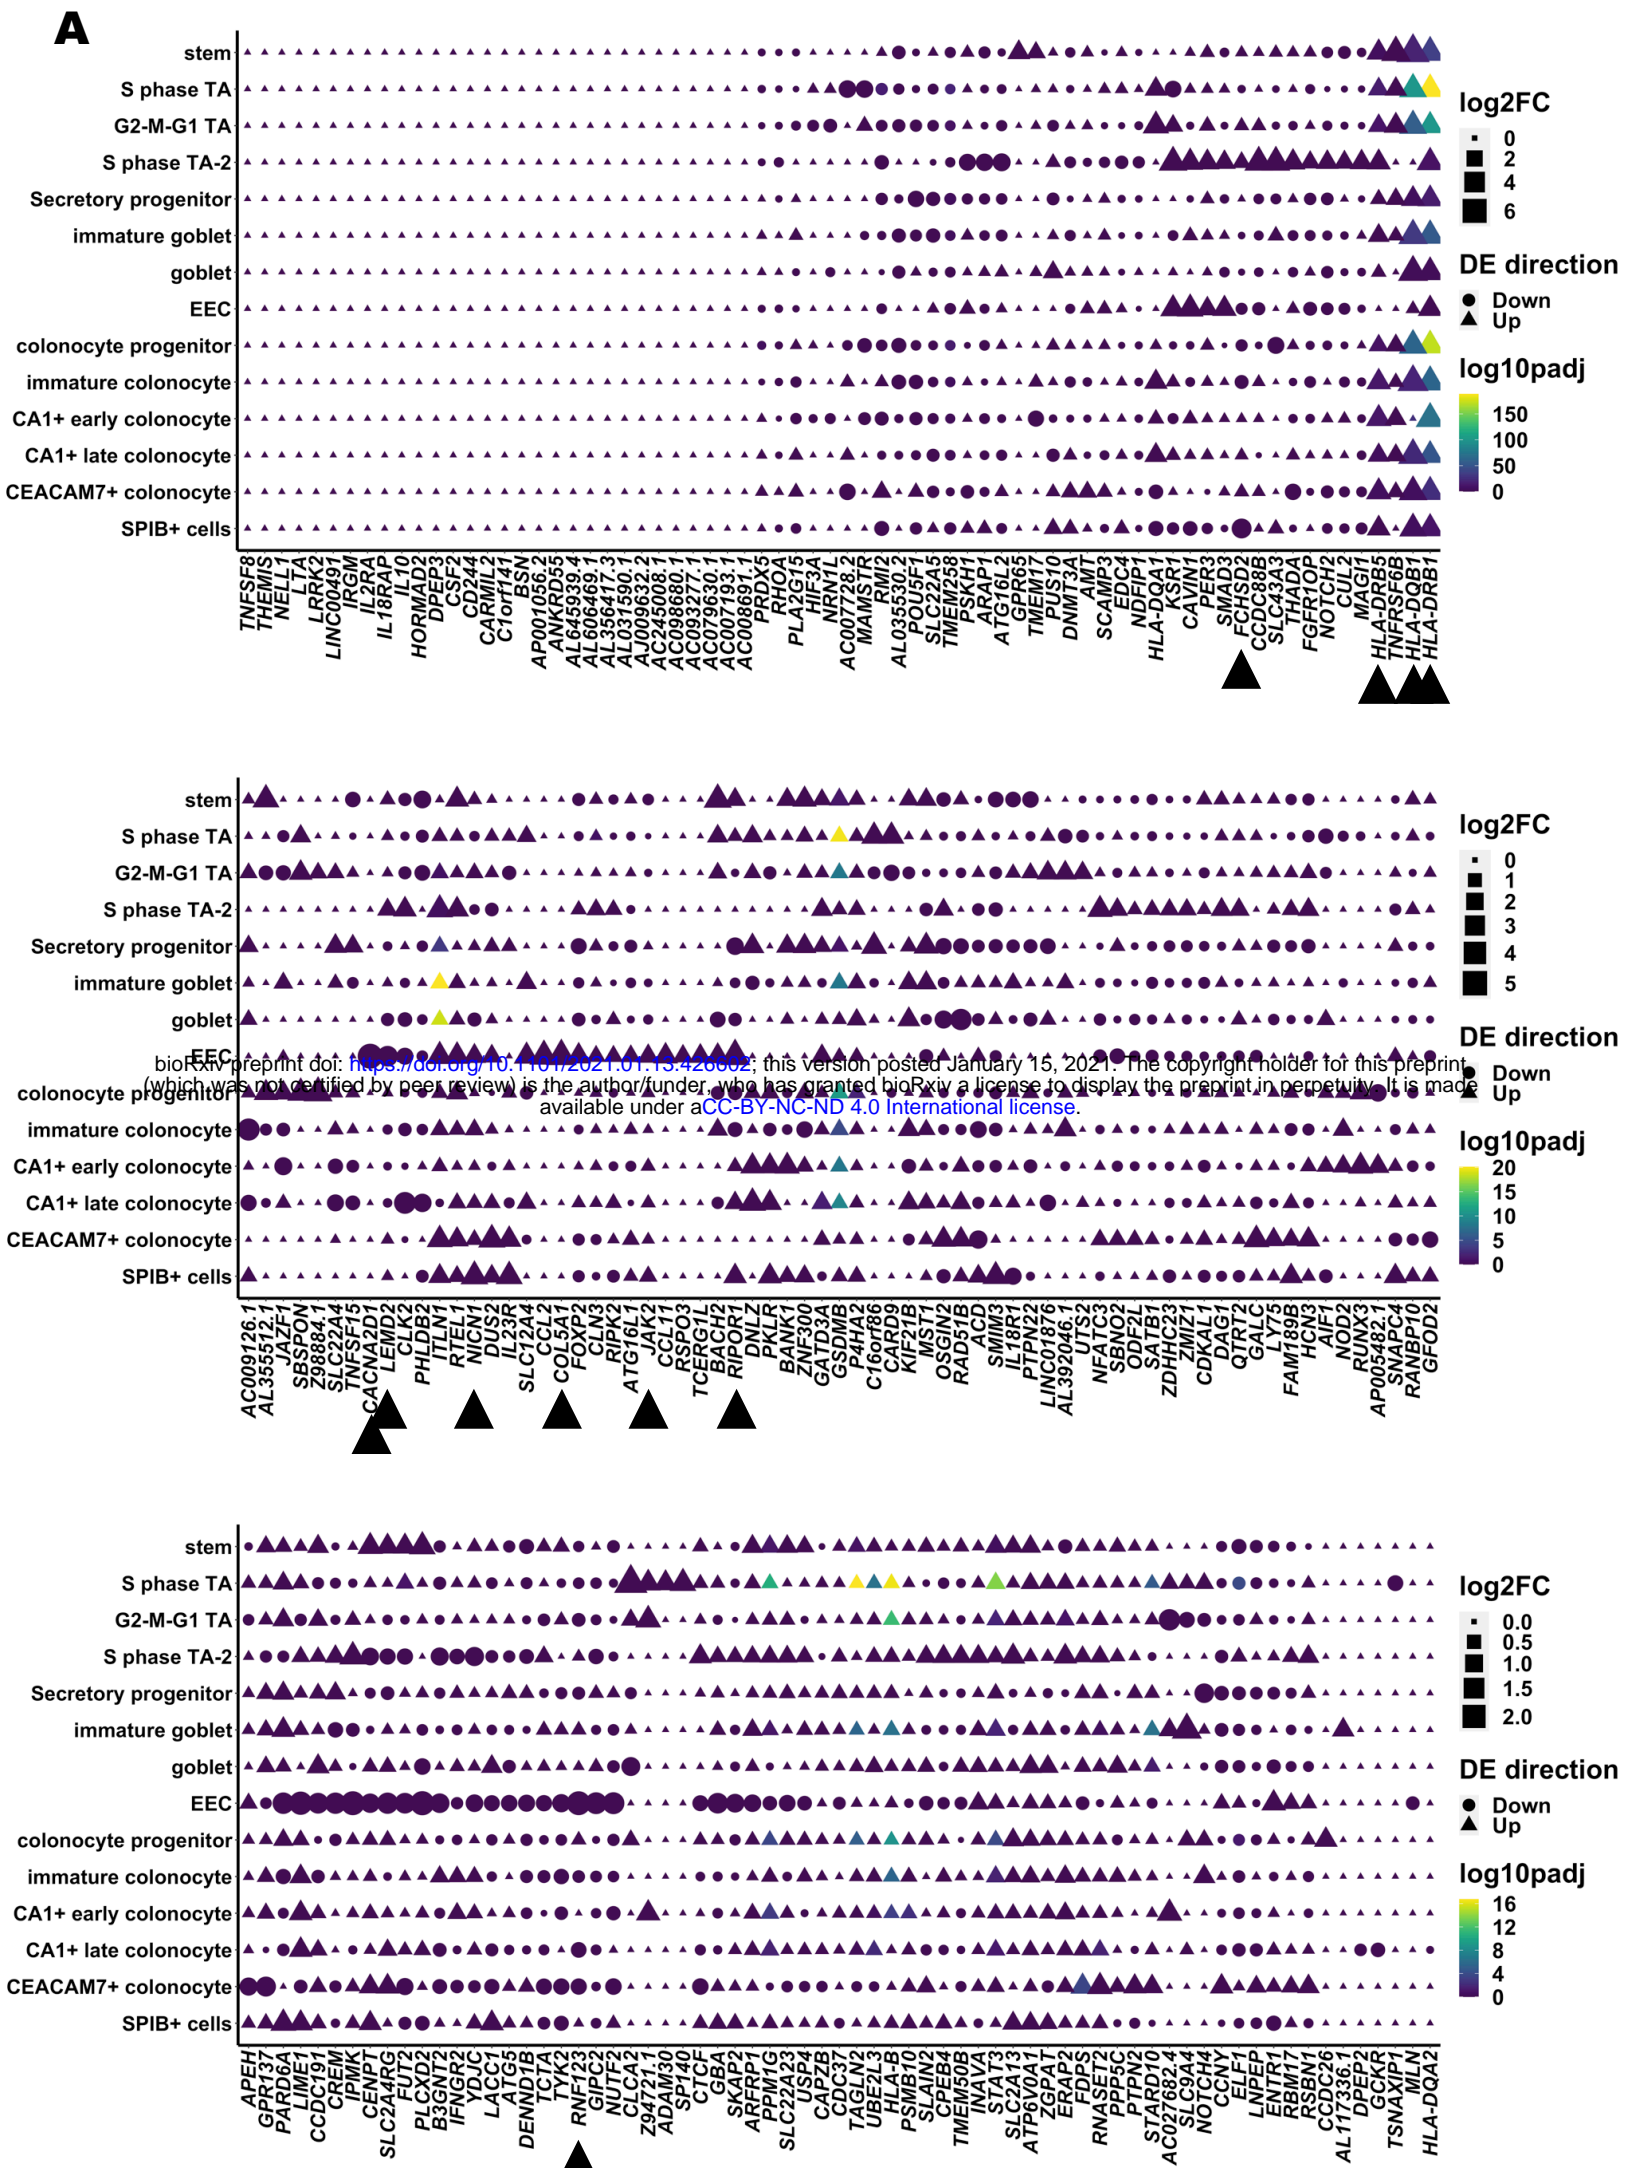 A
stem
S phase TA
G2-M-G1 TA
S phase TA-2
Secretory progenitor
immature goblet
goblet
EEC
colonocyte progenitor
immature colonocyte
CA1+ early colonocyte
CA1+ late colonocyte
CEACAM7+ colonocyte
SPIB+ cells
TNFSF8 THEMIS NELL1 LTA LRRK2 LINC00491 IRGM IL2RA IL18RAP IL10 HORMAD2 DPEP3 CSF2 CD244 CARMIL2 C1orf141 BSN AP001056.2 ANKRD55 AL645939.4 AL606469.1 AL356417.3 AL031590.1 AJ009632.2 AC245008.1 AC098680.1 AC093277.1 AC079630.1 AC007193.1 AC008691.1 PRDX5 RHOA PLA2G15 HIF3A NRN1L AC007728.2 MAMSTR RMI2 AL035530.2 POU5F1 SLC22A5 TMEM258 PSKH1 ARAP1 ATG16L2 GPR65 TMEM17 PUS10 DNMT3A AMT SCAMP3 EDC4 NDFIP1 HLA-DQA1 KSR1 CAVIN1 PER3 SMAD3 FCHSD2 CCDC88B SLC43A3 THADA FGFR1OP NOTCH2 CUL2 MAGI1 HLA-DRB5 TNFRSF6B HLA-DQB1 HLA-DRB1
log2FC
0
2
4
6
DE direction
Down
Up
log10padj
150
100
50
0
stem
S phase TA
G2-M-G1 TA
S phase TA-2
Secretory progenitor
immature goblet
goblet
EEC
bioRxiv preprint doi: https://doi.org/10.1101/2021.01.13.426602; this version posted January 15, 2021. The copyright holder for this preprint
(which was not certified by peer review) is the author/funder, who has granted bioRxiv a license to display the preprint in perpetuity. It is made
available under aCC-BY-NC-ND 4.0 International license.
colonocyte progenitor
immature colonocyte
CA1+ early colonocyte
CA1+ late colonocyte
CEACAM7+ colonocyte
SPIB+ cells
AC009126.1 AL355512.1 JAZF1 SBSPON Z98884.1 SLC22A4 TNFSF15 CACNA2D1 LEMD2 CLK2 PHLDB2 ITLN1 RTEL1 NICN1 DUS2 IL23R SLC12A4 CCL2 COL5A1 FOXP2 CLN3 RIPK2 ATG16L1 JAK2 CCL11 RSPO3 TCERG1L BACH2 RIPOR1 DNLZ PKLR BANK1 ZNF300 GATD3A GSDMB P4HA2 C16orf86 CARD9 KIF21B MST1 OSGIN2 RAD51B ACD SMIM3 IL18R1 PTPN22 LINC01876 AL392046.1 UTS2 NFATC3 SBNO2 ODF2L SATB1 ZDHHC23 ZMIZ1 CDKAL1 DAG1 QTRT2 GALC LY75 FAM189B HCN3 AIF1 NOD2 RUNX3 AP005482.1 SNAPC4 RANBP10 GFOD2
log2FC
0
1
2
3
4
5
DE direction
Down
Up
log10padj
20
15
10
5
0
stem
S phase TA
G2-M-G1 TA
S phase TA-2
Secretory progenitor
immature goblet
goblet
EEC
colonocyte progenitor
immature colonocyte
CA1+ early colonocyte
CA1+ late colonocyte
CEACAM7+ colonocyte
SPIB+ cells
APEH GPR137 PARD6A LIME1 CCDC191 CREM IPMK CENPT SLC2A4RG FUT2 PLCXD2 B3GNT2 IFNGR2 YDJC LACC1 ATG5 DENND1B TCTA TYK2 RNF123 GIPC2 NUTF2 CLCA2 Z94721.1 ADAM30 SP140 CTCF GBA SKAP2 ARFRP1 PPM1G SLC22A23 USP4 CAPZB CDC37 TAGLN2 UBE2L3 HLA-B PSMB10 SLAIN2 CPEB4 TMEM50B INAVA STAT3 SLC2A13 ATP6V0A1 ZGPAT ERAP2 FDPS RNASET2 PPP5C PTPN2 STARD10 AC027682.4 SLC9A4 NOTCH4 CCNY ELF1 LNPEP ENTR1 RBM17 RSBN1 CCDC26 AL117336.1 DPEP2 GCKR TSNAXIP1 MLN HLA-DQA2
log2FC
0.0
0.5
1.0
1.5
2.0
DE direction
Down
Up
log10padj
16
12
8
4
0